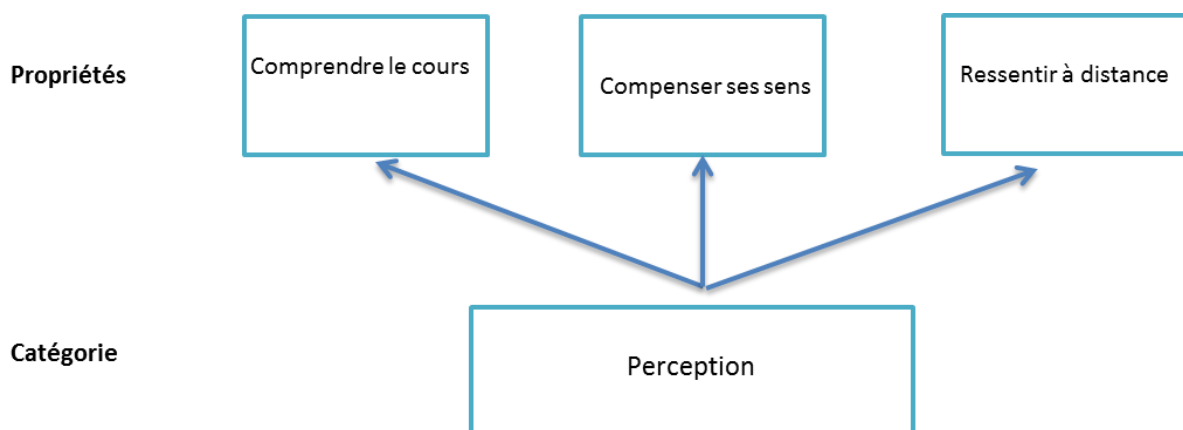 Propriétés
Comprendre le cours
Compenser ses sens
Ressentir à distance
Catégorie
Perception